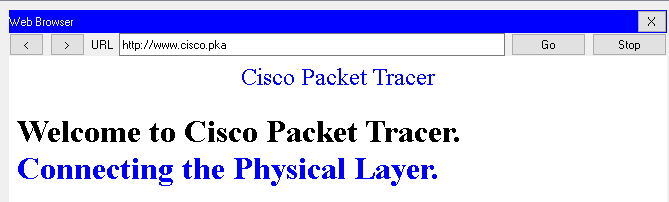 Web Browser X
< > URL http://www.cisco.pka Go Stop
Cisco Packet Tracer
Welcome to Cisco Packet Tracer.
Connecting the Physical Layer.